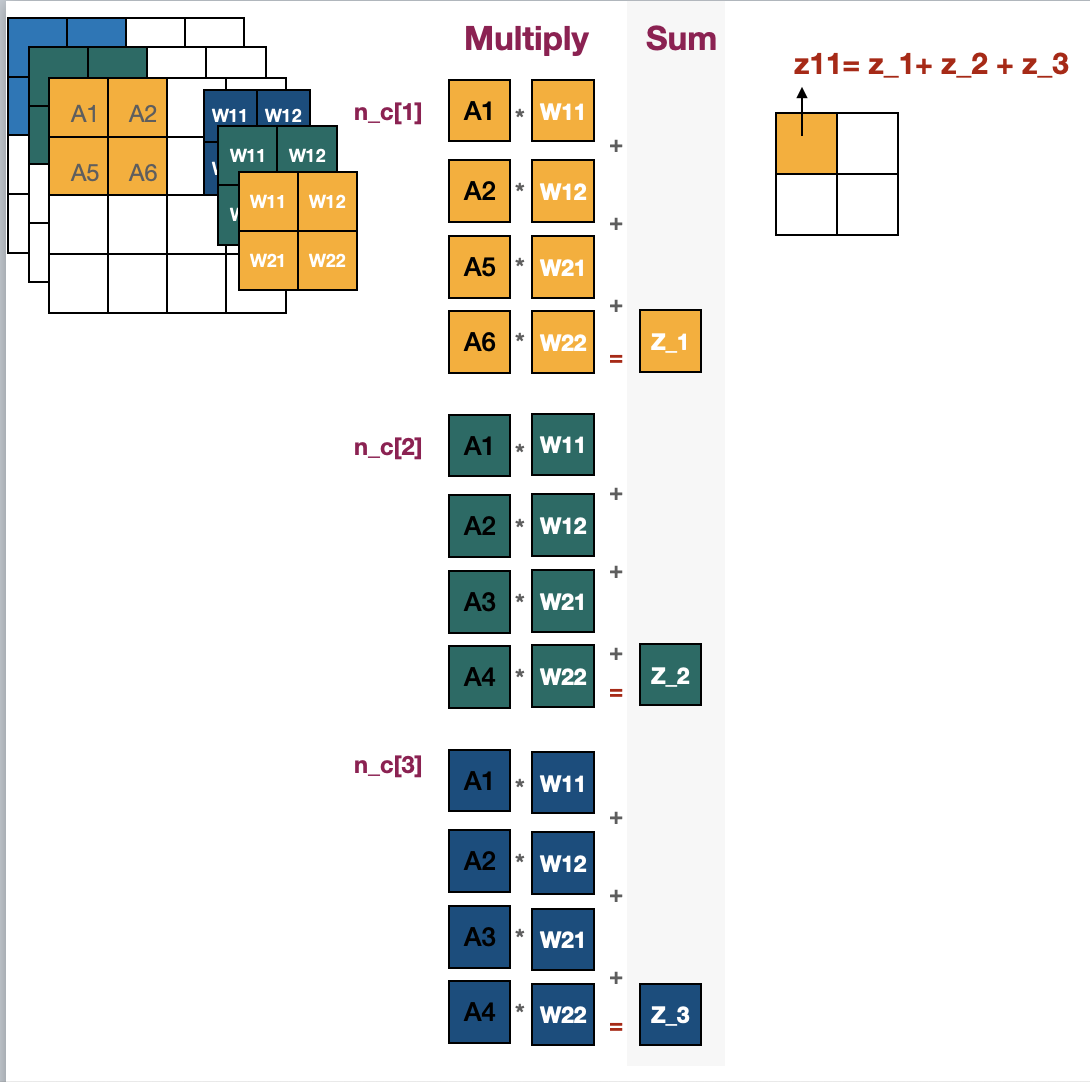 Multiply Sum
z11= z_1+ z_2 + z_3
A1 A2
A5 A6
W11 W12
W
W11 W12
W
W11 W12
W21 W22
n_c[1]
A1 * W11
+
A2 * W12
+
A5 * W21
+
A6 * W22 = Z_1
n_c[2]
A1 * W11
+
A2 * W12
+
A3 * W21
+
A4 * W22 = Z_2
n_c[3]
A1 * W11
+
A2 * W12
+
A3 * W21
+
A4 * W22 = Z_3